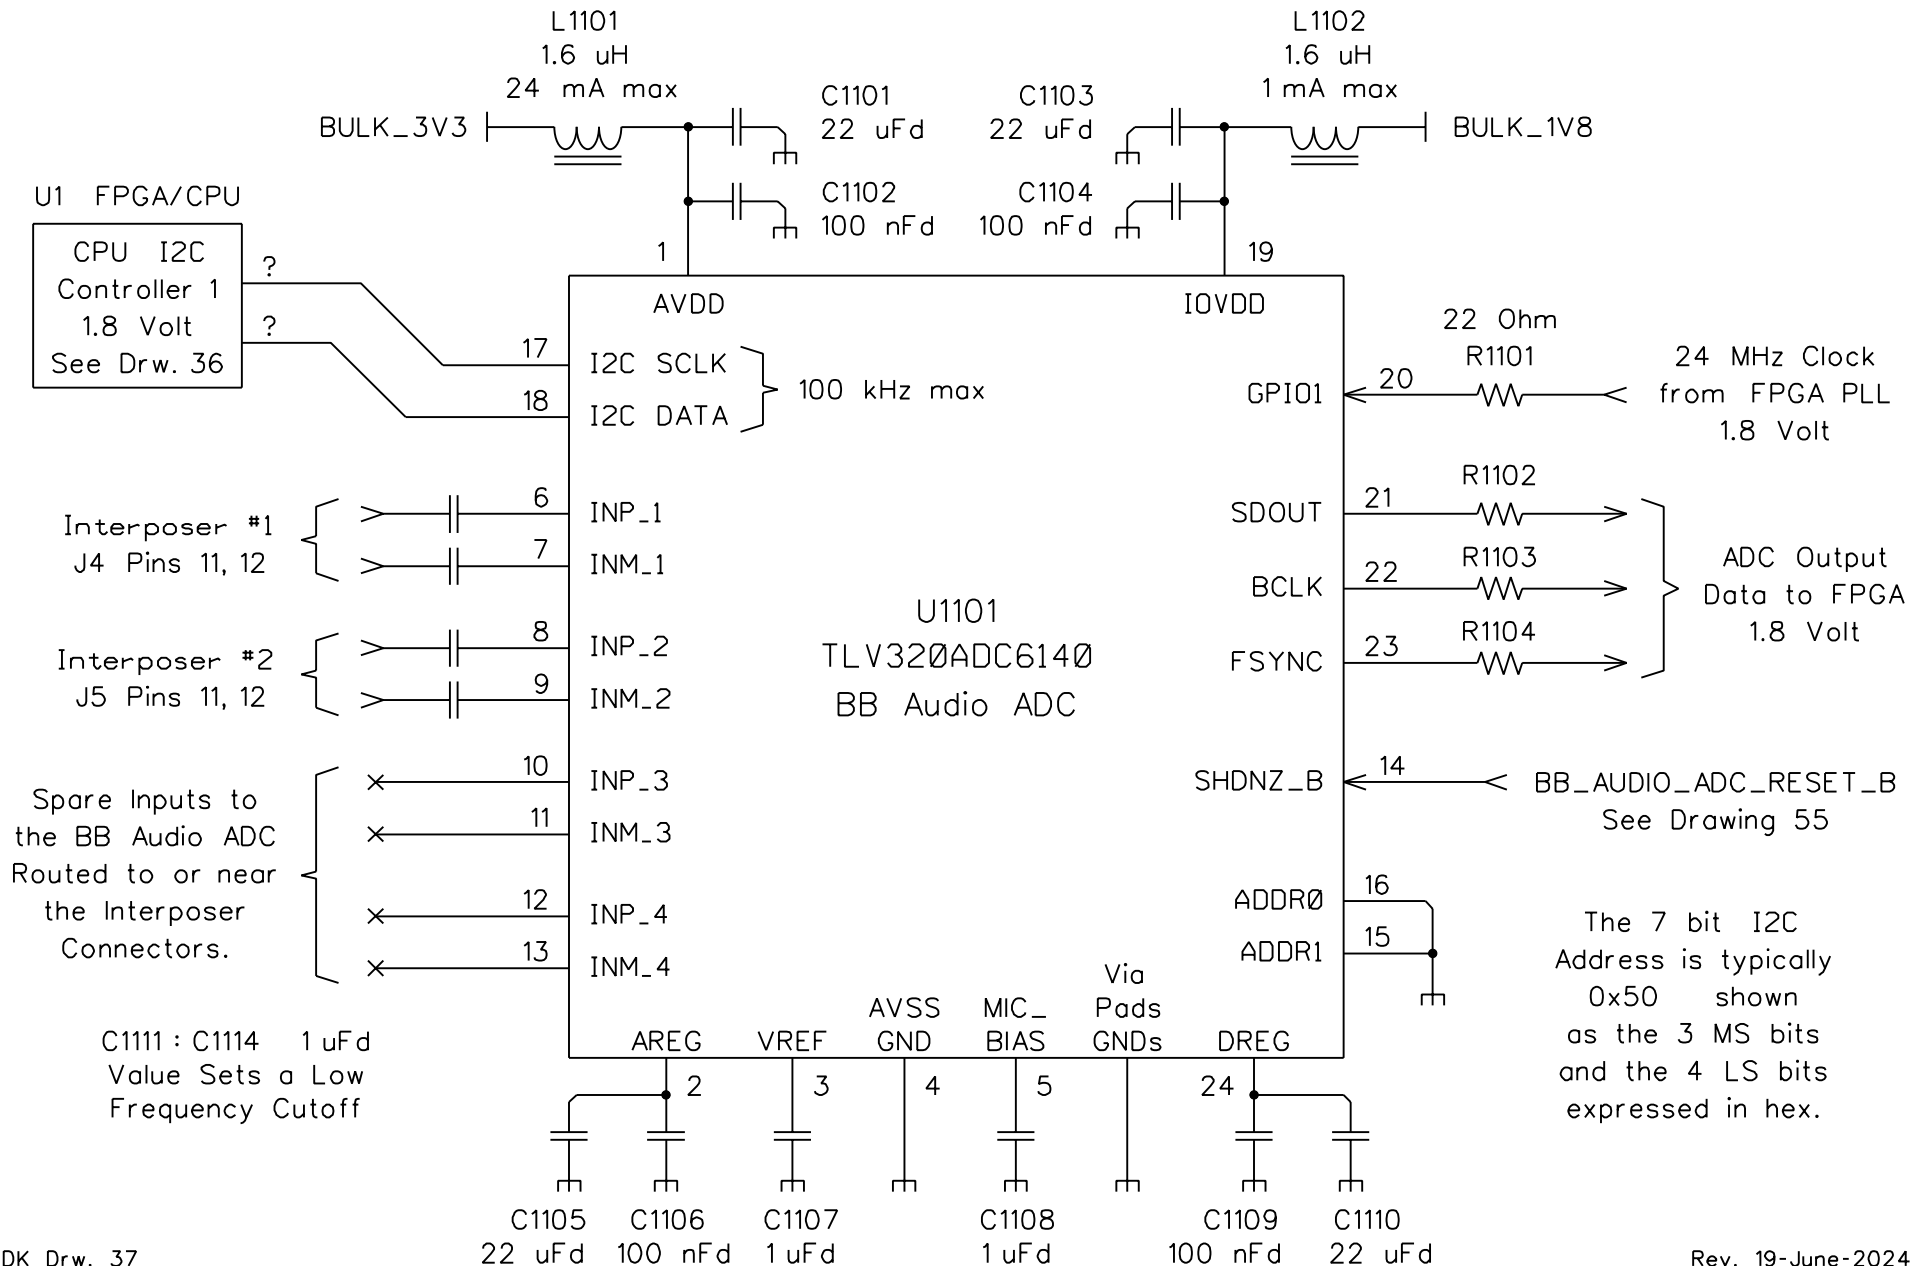 L1101
1.6 uH
24 mA max
BULK_3V3
C1101
22 uFd
C1102
100 nFd
L1102
1.6 uH
1 mA max
BULK_1V8
C1103
22 uFd
C1104
100 nFd
U1 FPGA/CPU
CPU I2C
Controller 1
1.8 Volt
See Drw. 36
?
?
1
19
AVDD
IOVDD
17
I2C SCLK
18
I2C DATA
100 kHz max
22 Ohm
R1101
GPIO1
20
24 MHz Clock
from FPGA PLL
1.8 Volt
Interposer #1
J4 Pins 11, 12
6
INP_1
7
INM_1
Interposer #2
J5 Pins 11, 12
8
INP_2
9
INM_2
U1101
TLV320ADC6140
BB Audio ADC
R1102
SDOUT
21
R1103
BCLK
22
R1104
FSYNC
23
ADC Output
Data to FPGA
1.8 Volt
Spare Inputs to
the BB Audio ADC
Routed to or near
the Interposer
Connectors.
10
INP_3
11
INM_3
12
INP_4
13
INM_4
SHDNZ_B
14
BB_AUDIO_ADC_RESET_B
See Drawing 55
ADDR0
16
ADDR1
15
The 7 bit I2C
Address is typically
0x50 shown
as the 3 MS bits
and the 4 LS bits
expressed in hex.
C1111 : C1114 1 uFd
Value Sets a Low
Frequency Cutoff
AREG
VREF
AVSS
GND
MIC_
BIAS
Via
Pads
GNDs
DREG
2
3
4
5
24
C1105
22 uFd
C1106
100 nFd
C1107
1 uFd
C1108
1 uFd
C1109
100 nFd
C1110
22 uFd
DK Drw. 37
Rev. 19-June-2024